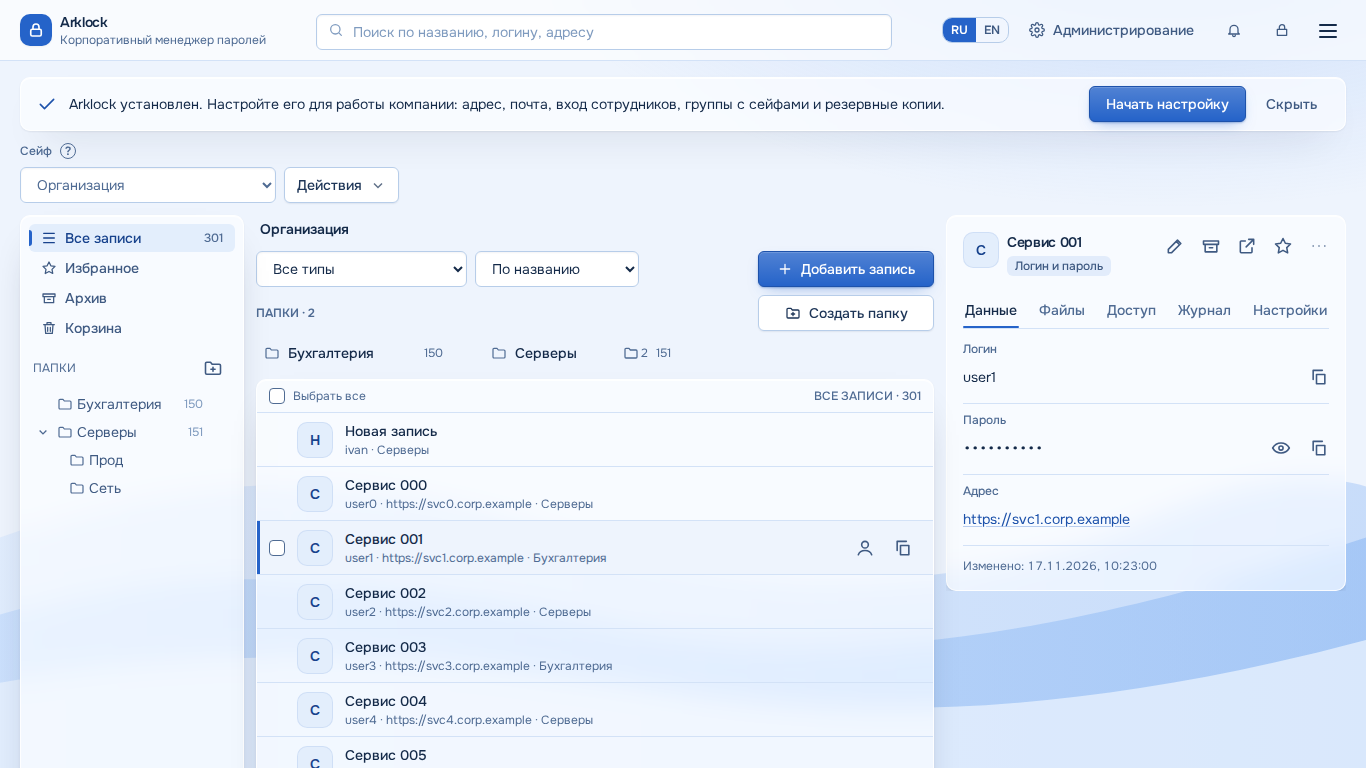 Arklock
Корпоративный менеджер паролей
Поиск по названию, логину, адресу
RU EN
Администрирование
Arklock установлен. Настройте его для работы компании: адрес, почта, вход сотрудников, группы с сейфами и резервные копии.
Начать настройку
Скрыть
Сейф ?
Организация
Действия
Все записи 301
Избранное
Архив
Корзина
ПАПКИ
Бухгалтерия 150
Серверы 151
Прод
Сеть
Организация
Все типы
По названию
Добавить запись
ПАПКИ · 2
Создать папку
Бухгалтерия 150
Серверы 2 151
Выбрать все
ВСЕ ЗАПИСИ · 301
Н
Новая запись
ivan · Серверы
С
Сервис 000
user0 · https://svc0.corp.example · Серверы
С
Сервис 001
user1 · https://svc1.corp.example · Бухгалтерия
С
Сервис 002
user2 · https://svc2.corp.example · Серверы
С
Сервис 003
user3 · https://svc3.corp.example · Бухгалтерия
С
Сервис 004
user4 · https://svc4.corp.example · Серверы
С
Сервис 005
С
Сервис 001
Логин и пароль
Данные Файлы Доступ Журнал Настройки
Логин
user1
Пароль
••••••••••
Адрес
https://svc1.corp.example
Изменено: 17.11.2026, 10:23:00